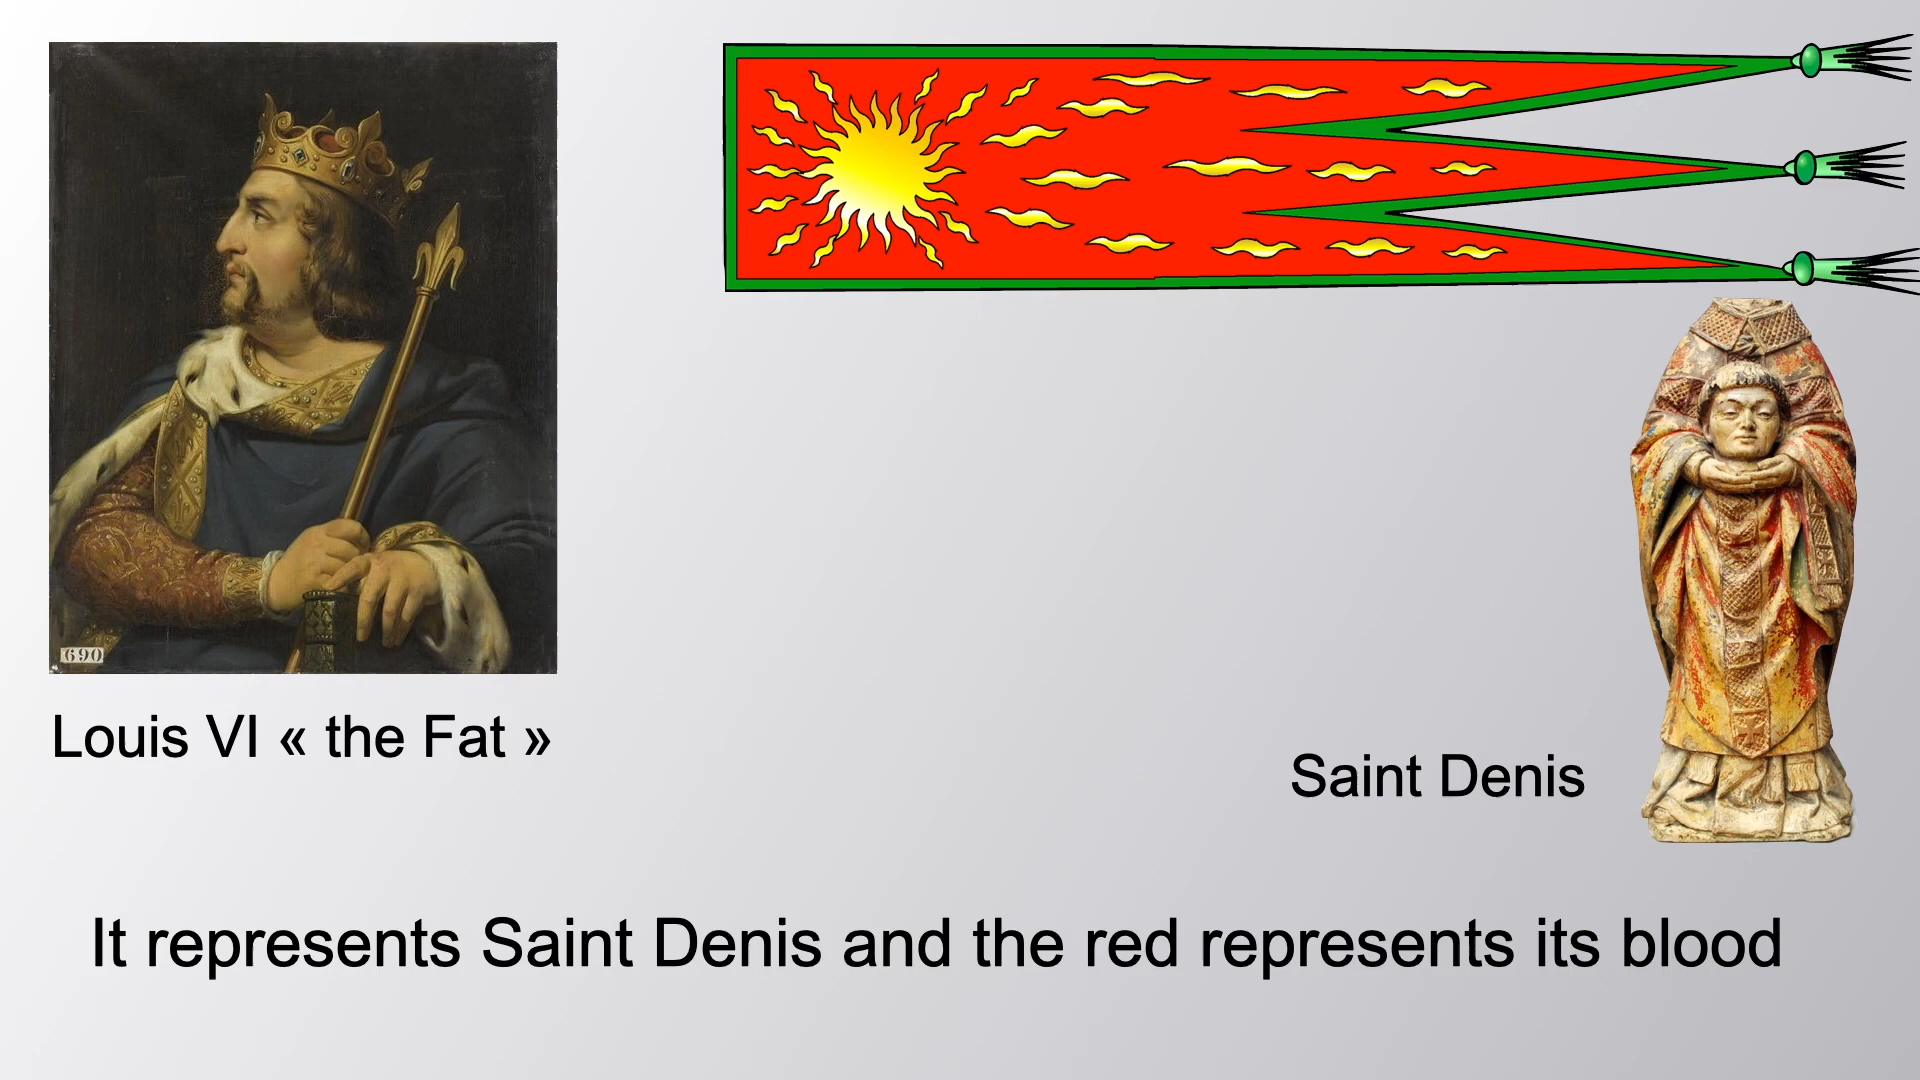 690
Louis VI « the Fat »
Saint Denis
It represents Saint Denis and the red represents its blood